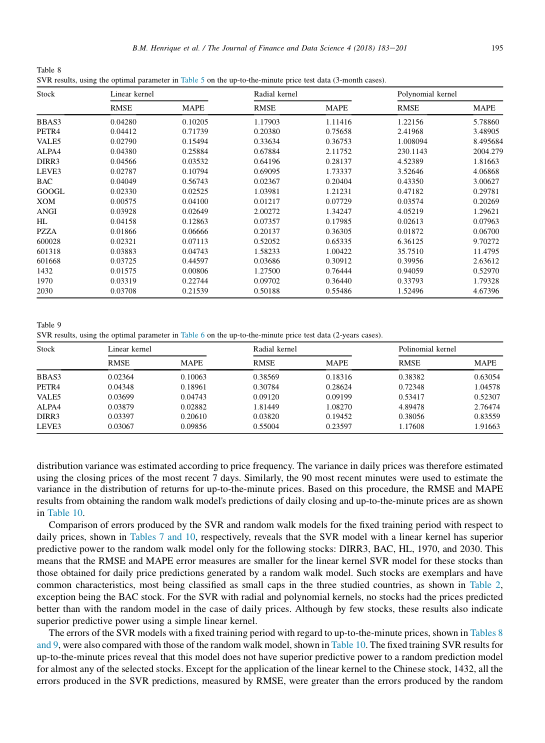 B.M. Henrique et al. / The Journal of Finance and Data Science 4 (2018) 183–201 195
Table 8
SVR results, using the optimal parameter in Table 5 on the up-to-the-minute price test data (3-month cases).
Stock Linear kernel Radial kernel Polynomial kernel
RMSE MAPE RMSE MAPE RMSE MAPE
BBAS3 0.04280 0.10205 1.17903 1.11416 1.22156 5.78860
PETR4 0.04412 0.71739 0.20380 0.75658 2.41968 3.48905
VALE5 0.02790 0.15494 0.33634 0.36753 1.008094 8.495684
ALPA4 0.04380 0.25884 0.67884 2.11752 230.1143 2004.279
DIRR3 0.04566 0.03532 0.64196 0.28137 4.52389 1.81663
LEVE3 0.02787 0.10794 0.69095 1.73337 3.52646 4.06868
BAC 0.04049 0.56743 0.02367 0.20404 0.43350 3.00627
GOOGL 0.02330 0.02525 1.03981 1.21231 0.47182 0.29781
XOM 0.00575 0.04100 0.01217 0.07729 0.03574 0.20269
ANGI 0.03928 0.02649 2.00272 1.34247 4.05219 1.29621
HL 0.04158 0.12863 0.07357 0.17985 0.02613 0.07963
PZZA 0.01866 0.06666 0.20137 0.36305 0.01872 0.06700
600028 0.02321 0.07113 0.52052 0.65335 6.36125 9.70272
601318 0.03883 0.04743 1.58233 1.00422 35.7510 11.4795
601668 0.03725 0.44597 0.03686 0.30912 0.39956 2.63612
1432 0.01575 0.00806 1.27500 0.76444 0.94059 0.52970
1970 0.03319 0.22744 0.09702 0.36440 0.33793 1.79328
2030 0.03708 0.21539 0.50188 0.55486 1.52496 4.67396
Table 9
SVR results, using the optimal parameter in Table 6 on the up-to-the-minute price test data (2-years cases).
Stock Linear kernel Radial kernel Polinomial kernel
RMSE MAPE RMSE MAPE RMSE MAPE
BBAS3 0.02364 0.10063 0.38569 0.18316 0.38382 0.63054
PETR4 0.04348 0.18961 0.30784 0.28624 0.72348 1.04578
VALE5 0.03699 0.04743 0.09120 0.09199 0.53417 0.52307
ALPA4 0.03879 0.02882 1.81449 1.08270 4.89478 2.76474
DIRR3 0.03397 0.20610 0.03820 0.19452 0.38056 0.83559
LEVE3 0.03067 0.09856 0.55004 0.23597 1.17608 1.91663
distribution variance was estimated according to price frequency. The variance in daily prices was therefore estimated
using the closing prices of the most recent 7 days. Similarly, the 90 most recent minutes were used to estimate the
variance in the distribution of returns for up-to-the-minute prices. Based on this procedure, the RMSE and MAPE
results from obtaining the random walk model's predictions of daily closing and up-to-the-minute prices are as shown
in Table 10.
Comparison of errors produced by the SVR and random walk models for the fixed training period with respect to
daily prices, shown in Tables 7 and 10, respectively, reveals that the SVR model with a linear kernel has superior
predictive power to the random walk model only for the following stocks: DIRR3, BAC, HL, 1970, and 2030. This
means that the RMSE and MAPE error measures are smaller for the linear kernel SVR model for these stocks than
those obtained for daily price predictions generated by a random walk model. Such stocks are exemplars and have
common characteristics, most being classified as small caps in the three studied countries, as shown in Table 2,
exception being the BAC stock. For the SVR with radial and polynomial kernels, no stocks had the prices predicted
better than with the random model in the case of daily prices. Although by few stocks, these results also indicate
superior predictive power using a simple linear kernel.
The errors of the SVR models with a fixed training period with regard to up-to-the-minute prices, shown in Tables 8
and 9, were also compared with those of the random walk model, shown in Table 10. The fixed training SVR results for
up-to-the-minute prices reveal that this model does not have superior predictive power to a random prediction model
for almost any of the selected stocks. Except for the application of the linear kernel to the Chinese stock, 1432, all the
errors produced in the SVR predictions, measured by RMSE, were greater than the errors produced by the random